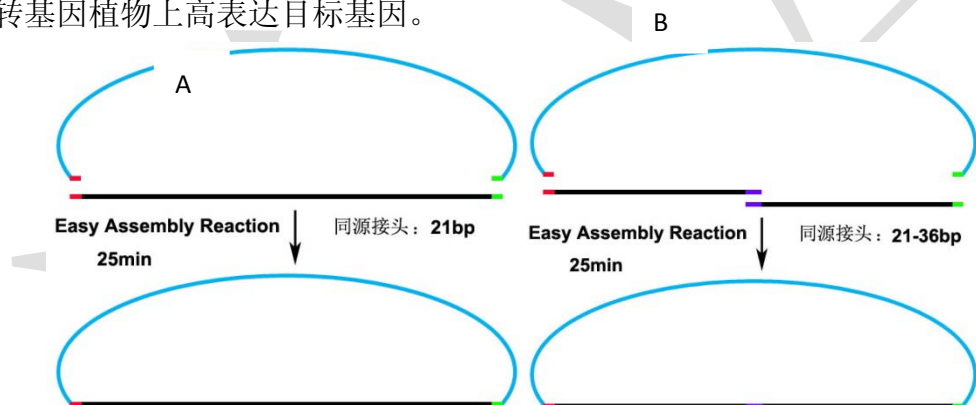 转基因植物上高表达目标基因。
B
A
Easy Assembly Reaction 同源接头：21bp
25min
Easy Assembly Reaction 同源接头：21-36bp
25min